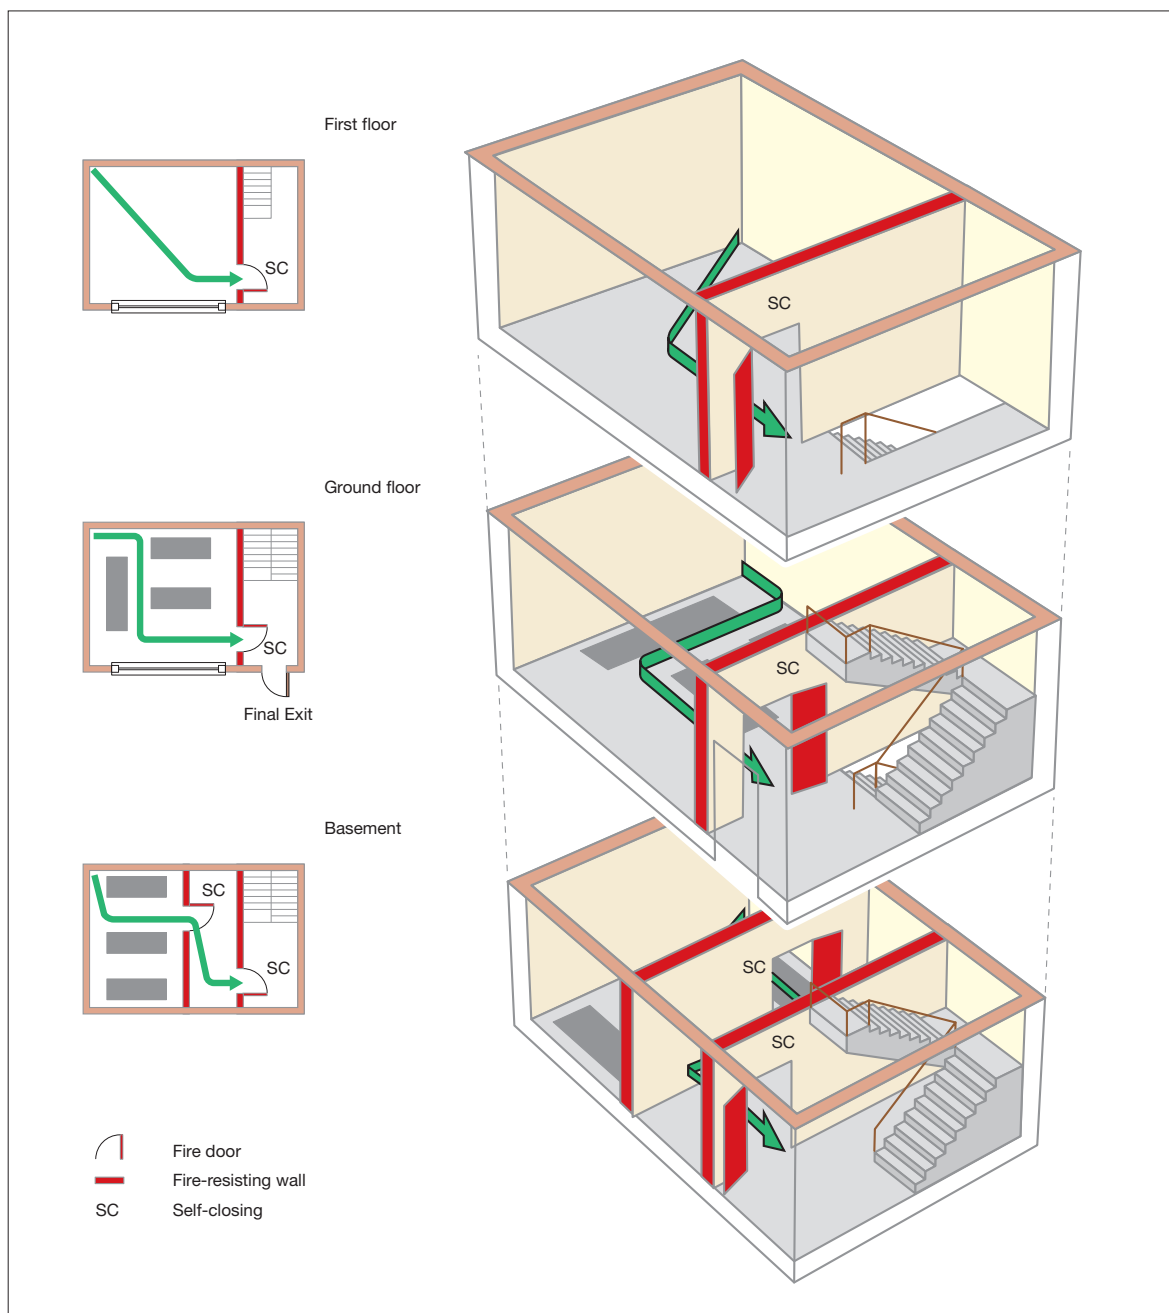 First floor
SC
SC
Ground floor
SC
SC
Final Exit
Basement
SC
SC
SC
SC
Fire door
Fire-resisting wall
SC Self-closing